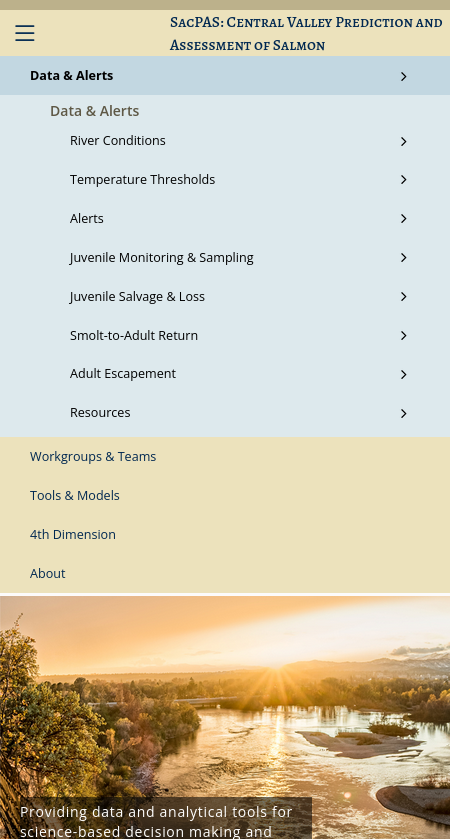 SacPAS: Central Valley Prediction and
Assessment of Salmon
Data & Alerts
Data & Alerts
River Conditions
Temperature Thresholds
Alerts
Juvenile Monitoring & Sampling
Juvenile Salvage & Loss
Smolt-to-Adult Return
Adult Escapement
Resources
Workgroups & Teams
Tools & Models
4th Dimension
About
Providing data and analytical tools for
science-based decision making and